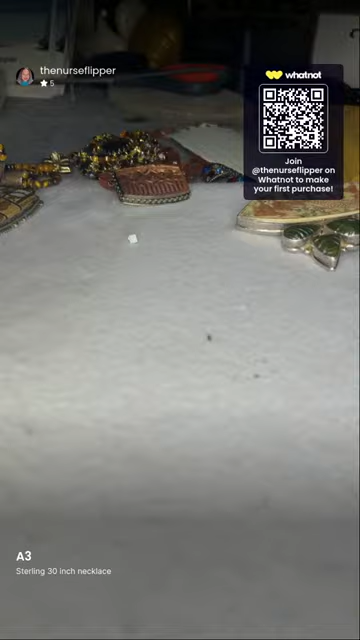 thenurseflipper
★ 5
whatnot
Join
@thenurseflipper on
Whatnot to make
your first purchase!
A3
Sterling 30 inch necklace